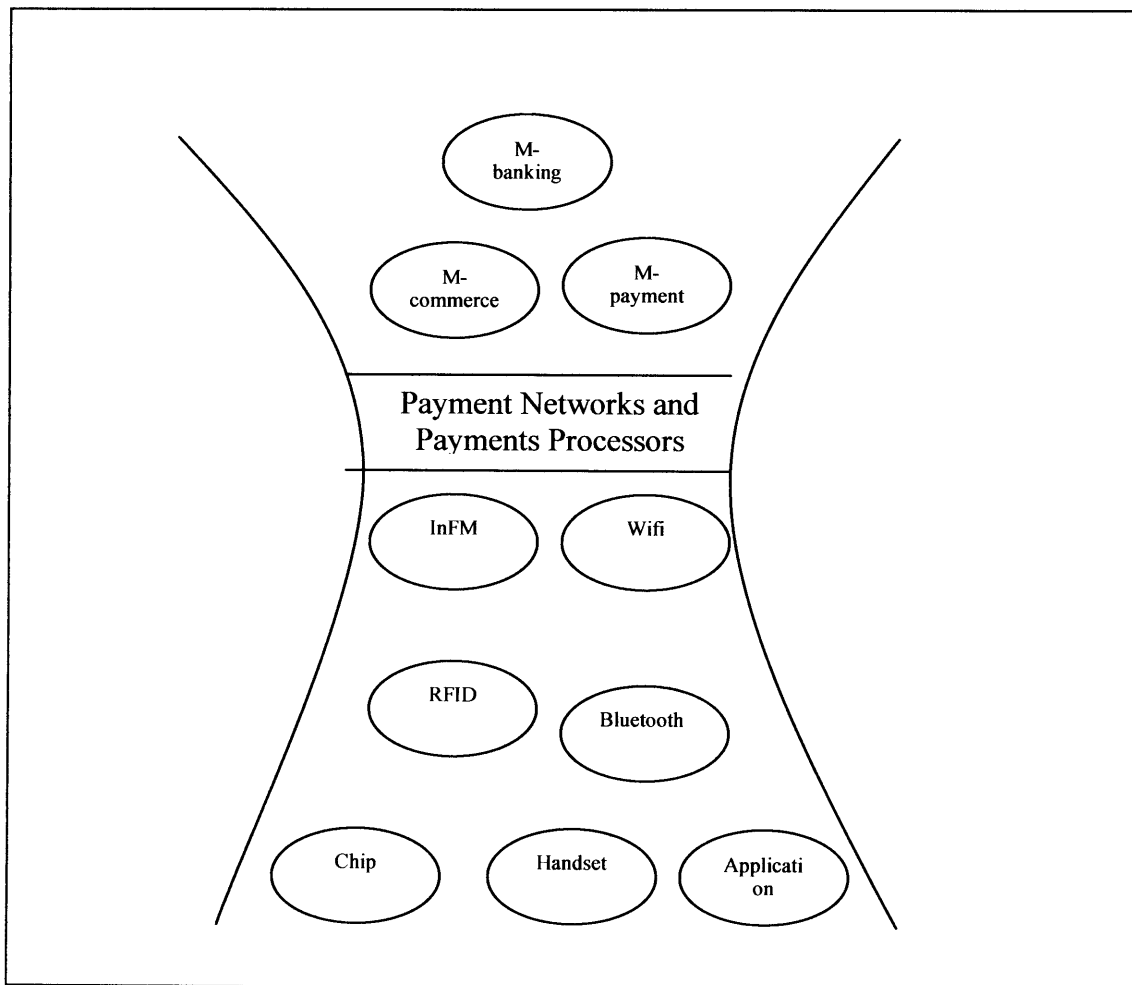 M-
banking
M-
commerce
M-
payment
Payment Networks and
Payments Processors
InFM
Wifi
RFID
Bluetooth
Chip
Handset
Applicati
on